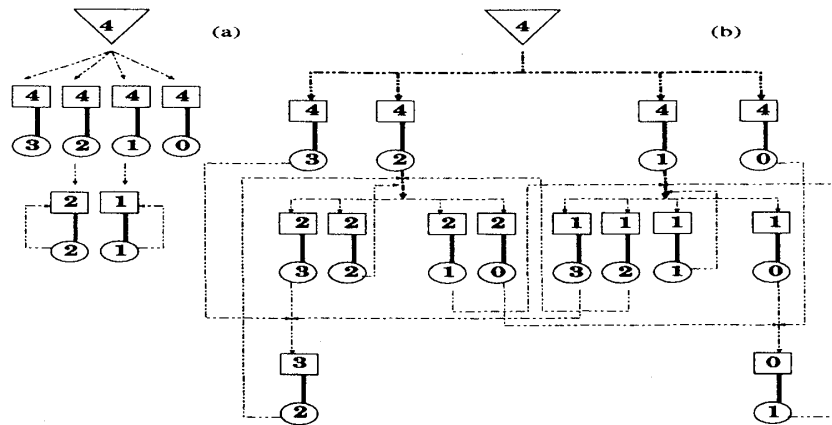 4 (a) 4 (b)
4 4 4 4 4 4 4 4
3 2 1 0 3 2 1 0
2 1 2 2 2 2 1 1 1 1
2 1 3 2 1 0 3 2 1 0
3 0
2 1